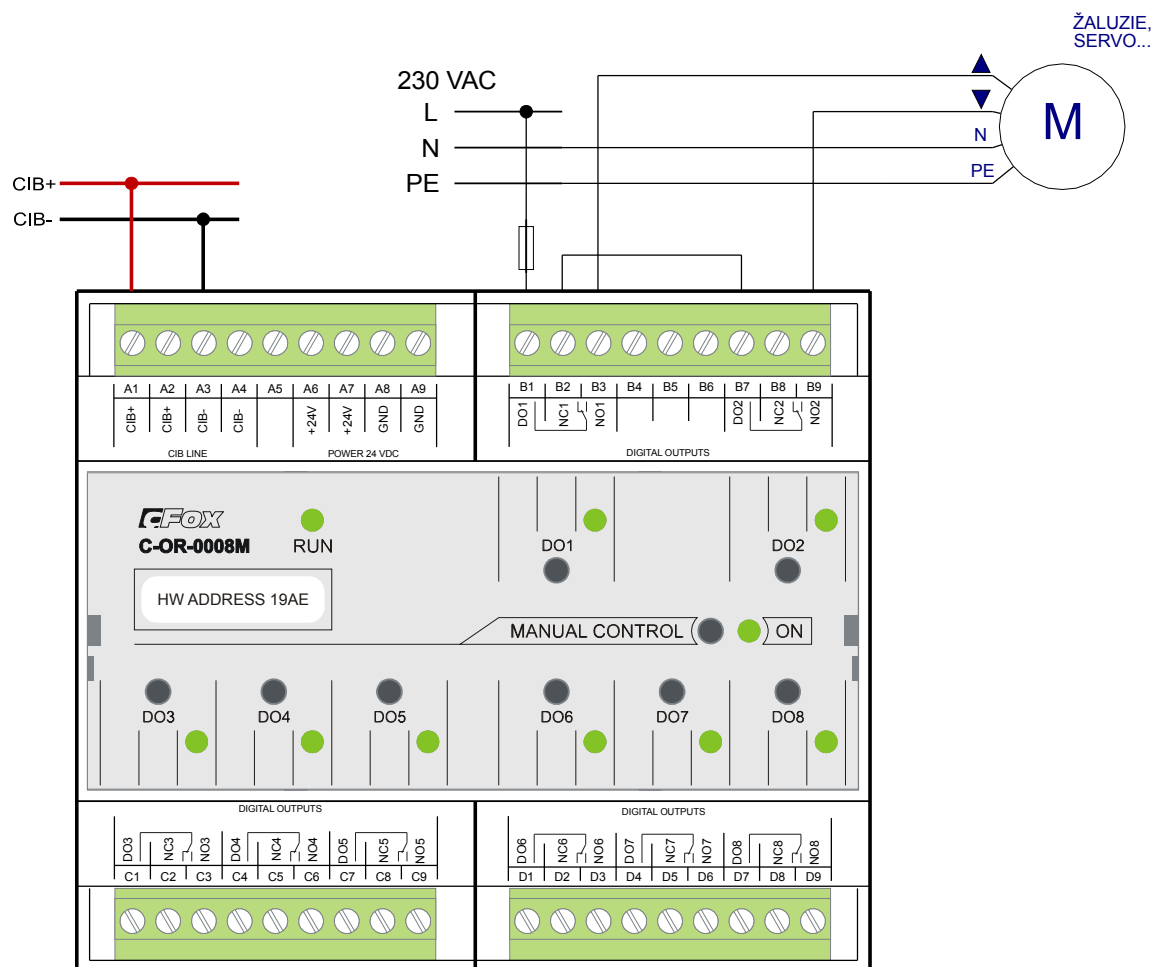 ŽALUZIE,
SERVO...
230 VAC
L
N
PE
M
N
PE
CIB+
CIB-
A1 A2 A3 A4 A5 A6 A7 A8 A9
CIB+ CIB+ CIB- CIB- +24V +24V GND GND
CIB LINE POWER 24 VDC
B1 B2 B3 B4 B5 B6 B7 B8 B9
DO1 NC1 NO1 DO2 NC2 NO2
DIGITAL OUTPUTS
CFOX
C-OR-0008M
RUN
HW ADDRESS 19AE
DO1 DO2
MANUAL CONTROL ON
DO3 DO4 DO5 DO6 DO7 DO8
DIGITAL OUTPUTS
DO3 NC3 NO3 DO4 NC4 NO4 DO5 NC5 NO5
C1 C2 C3 C4 C5 C6 C7 C8 C9
DIGITAL OUTPUTS
DO6 NC6 NO6 DO7 NC7 NO7 DO8 NC8 NO8
D1 D2 D3 D4 D5 D6 D7 D8 D9